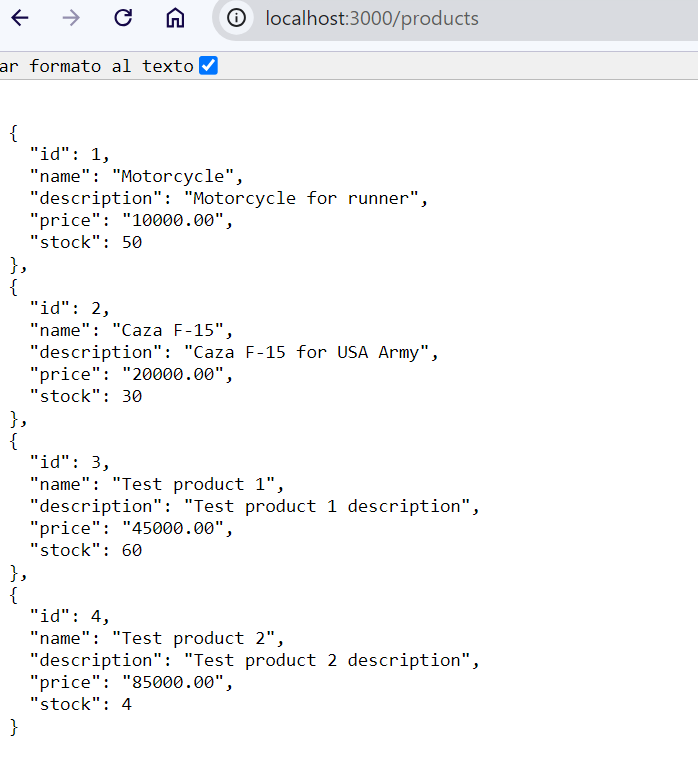 localhost:3000/products
ar formato al texto
{
"id": 1,
"name": "Motorcycle",
"description": "Motorcycle for runner",
"price": "10000.00",
"stock": 50
},
{
"id": 2,
"name": "Caza F-15",
"description": "Caza F-15 for USA Army",
"price": "20000.00",
"stock": 30
},
{
"id": 3,
"name": "Test product 1",
"description": "Test product 1 description",
"price": "45000.00",
"stock": 60
},
{
"id": 4,
"name": "Test product 2",
"description": "Test product 2 description",
"price": "85000.00",
"stock": 4
}